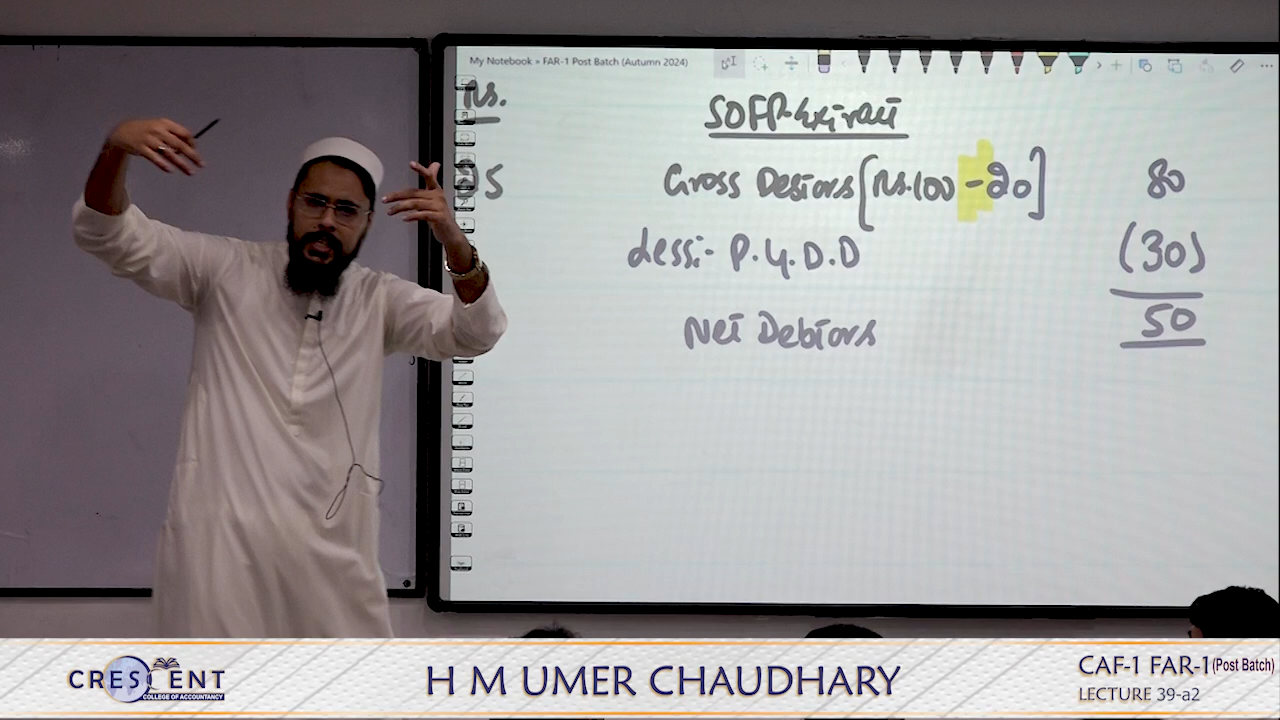 My Notebook » FAR-1 Post Batch (Autumn 2024)
Rs.
SOFP-Extract
Gross Debtors [Rs.100 - 20] 80
Less:- P.4.D.D (30)
Net Debtors 50
CRESCENT
COLLEGE OF ACCOUNTANCY
H M UMER CHAUDHARY
CAF-1 FAR-1 (Post Batch)
LECTURE 39-a2